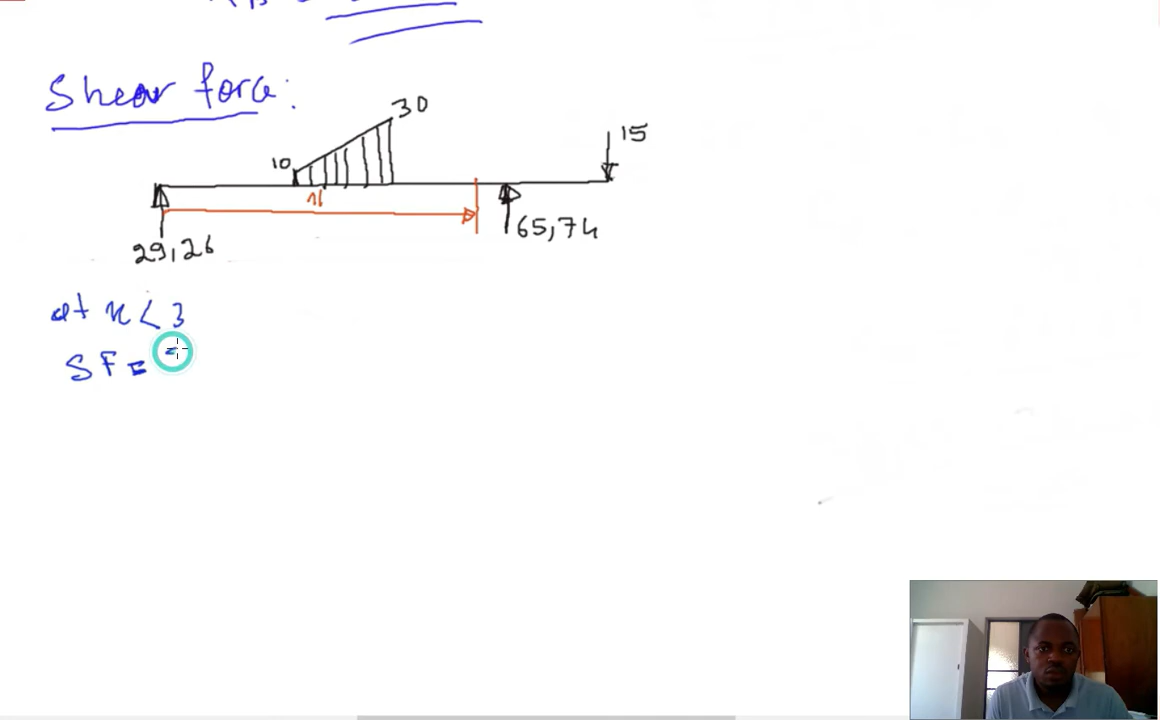 Shear force:
30
10
15
x
29,26
65,74
at x < 3
SF =